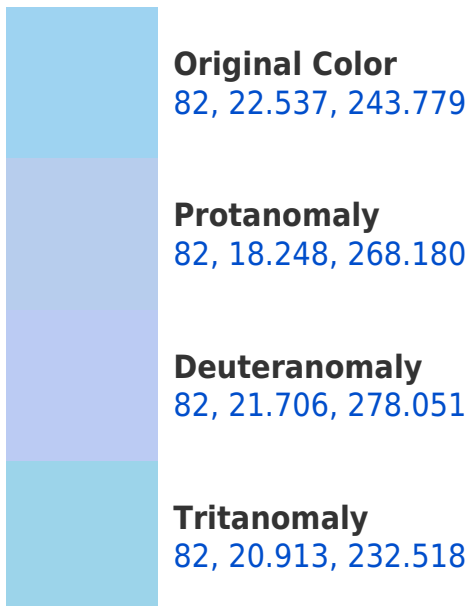 Original Color
82, 22.537, 243.779
Protanomaly
82, 18.248, 268.180
Deuteranomaly
82, 21.706, 278.051
Tritanomaly
82, 20.913, 232.518